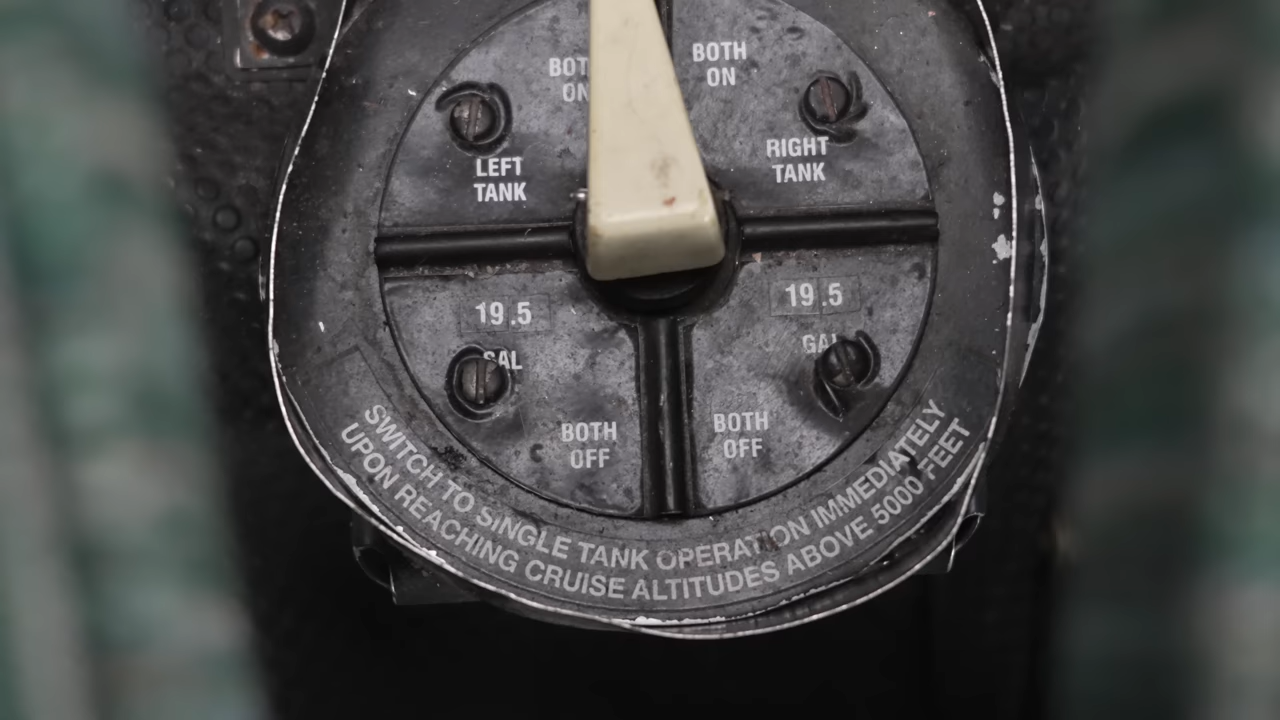 BOTH
ON
BOTH
ON
LEFT
TANK
RIGHT
TANK
19.5
GAL
19.5
GAL
BOTH
OFF
BOTH
OFF
SWITCH TO SINGLE TANK OPERATION IMMEDIATELY
UPON REACHING CRUISE ALTITUDES ABOVE 5000 FEET